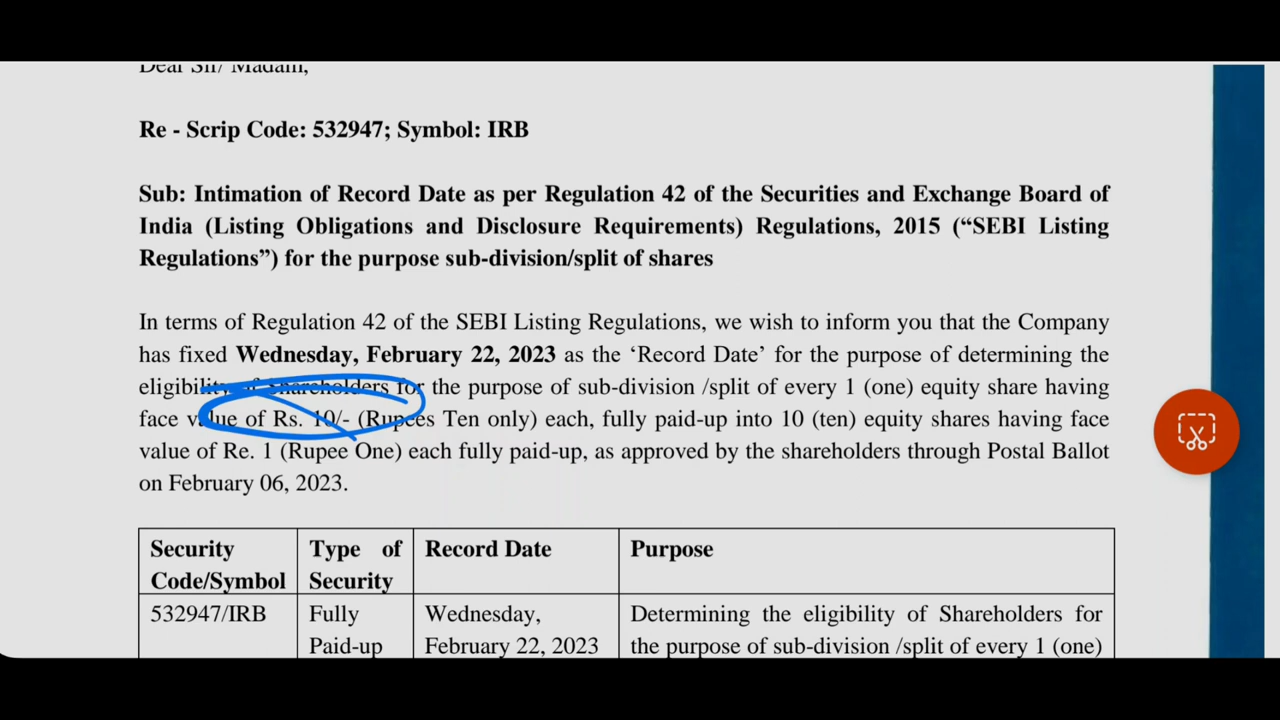 Dear Sir/ Madam,
Re - Scrip Code: 532947; Symbol: IRB
Sub: Intimation of Record Date as per Regulation 42 of the Securities and Exchange Board of
India (Listing Obligations and Disclosure Requirements) Regulations, 2015 (“SEBI Listing
Regulations”) for the purpose sub-division/split of shares
In terms of Regulation 42 of the SEBI Listing Regulations, we wish to inform you that the Company
has fixed Wednesday, February 22, 2023 as the ‘Record Date’ for the purpose of determining the
eligibility of Shareholders for the purpose of sub-division /split of every 1 (one) equity share having
face value of Rs. 10/- (Rupees Ten only) each, fully paid-up into 10 (ten) equity shares having face
value of Re. 1 (Rupee One) each fully paid-up, as approved by the shareholders through Postal Ballot
on February 06, 2023.
Security Type of Record Date Purpose
Code/Symbol Security
532947/IRB Fully Wednesday, Determining the eligibility of Shareholders for
Paid-up February 22, 2023 the purpose of sub-division /split of every 1 (one)